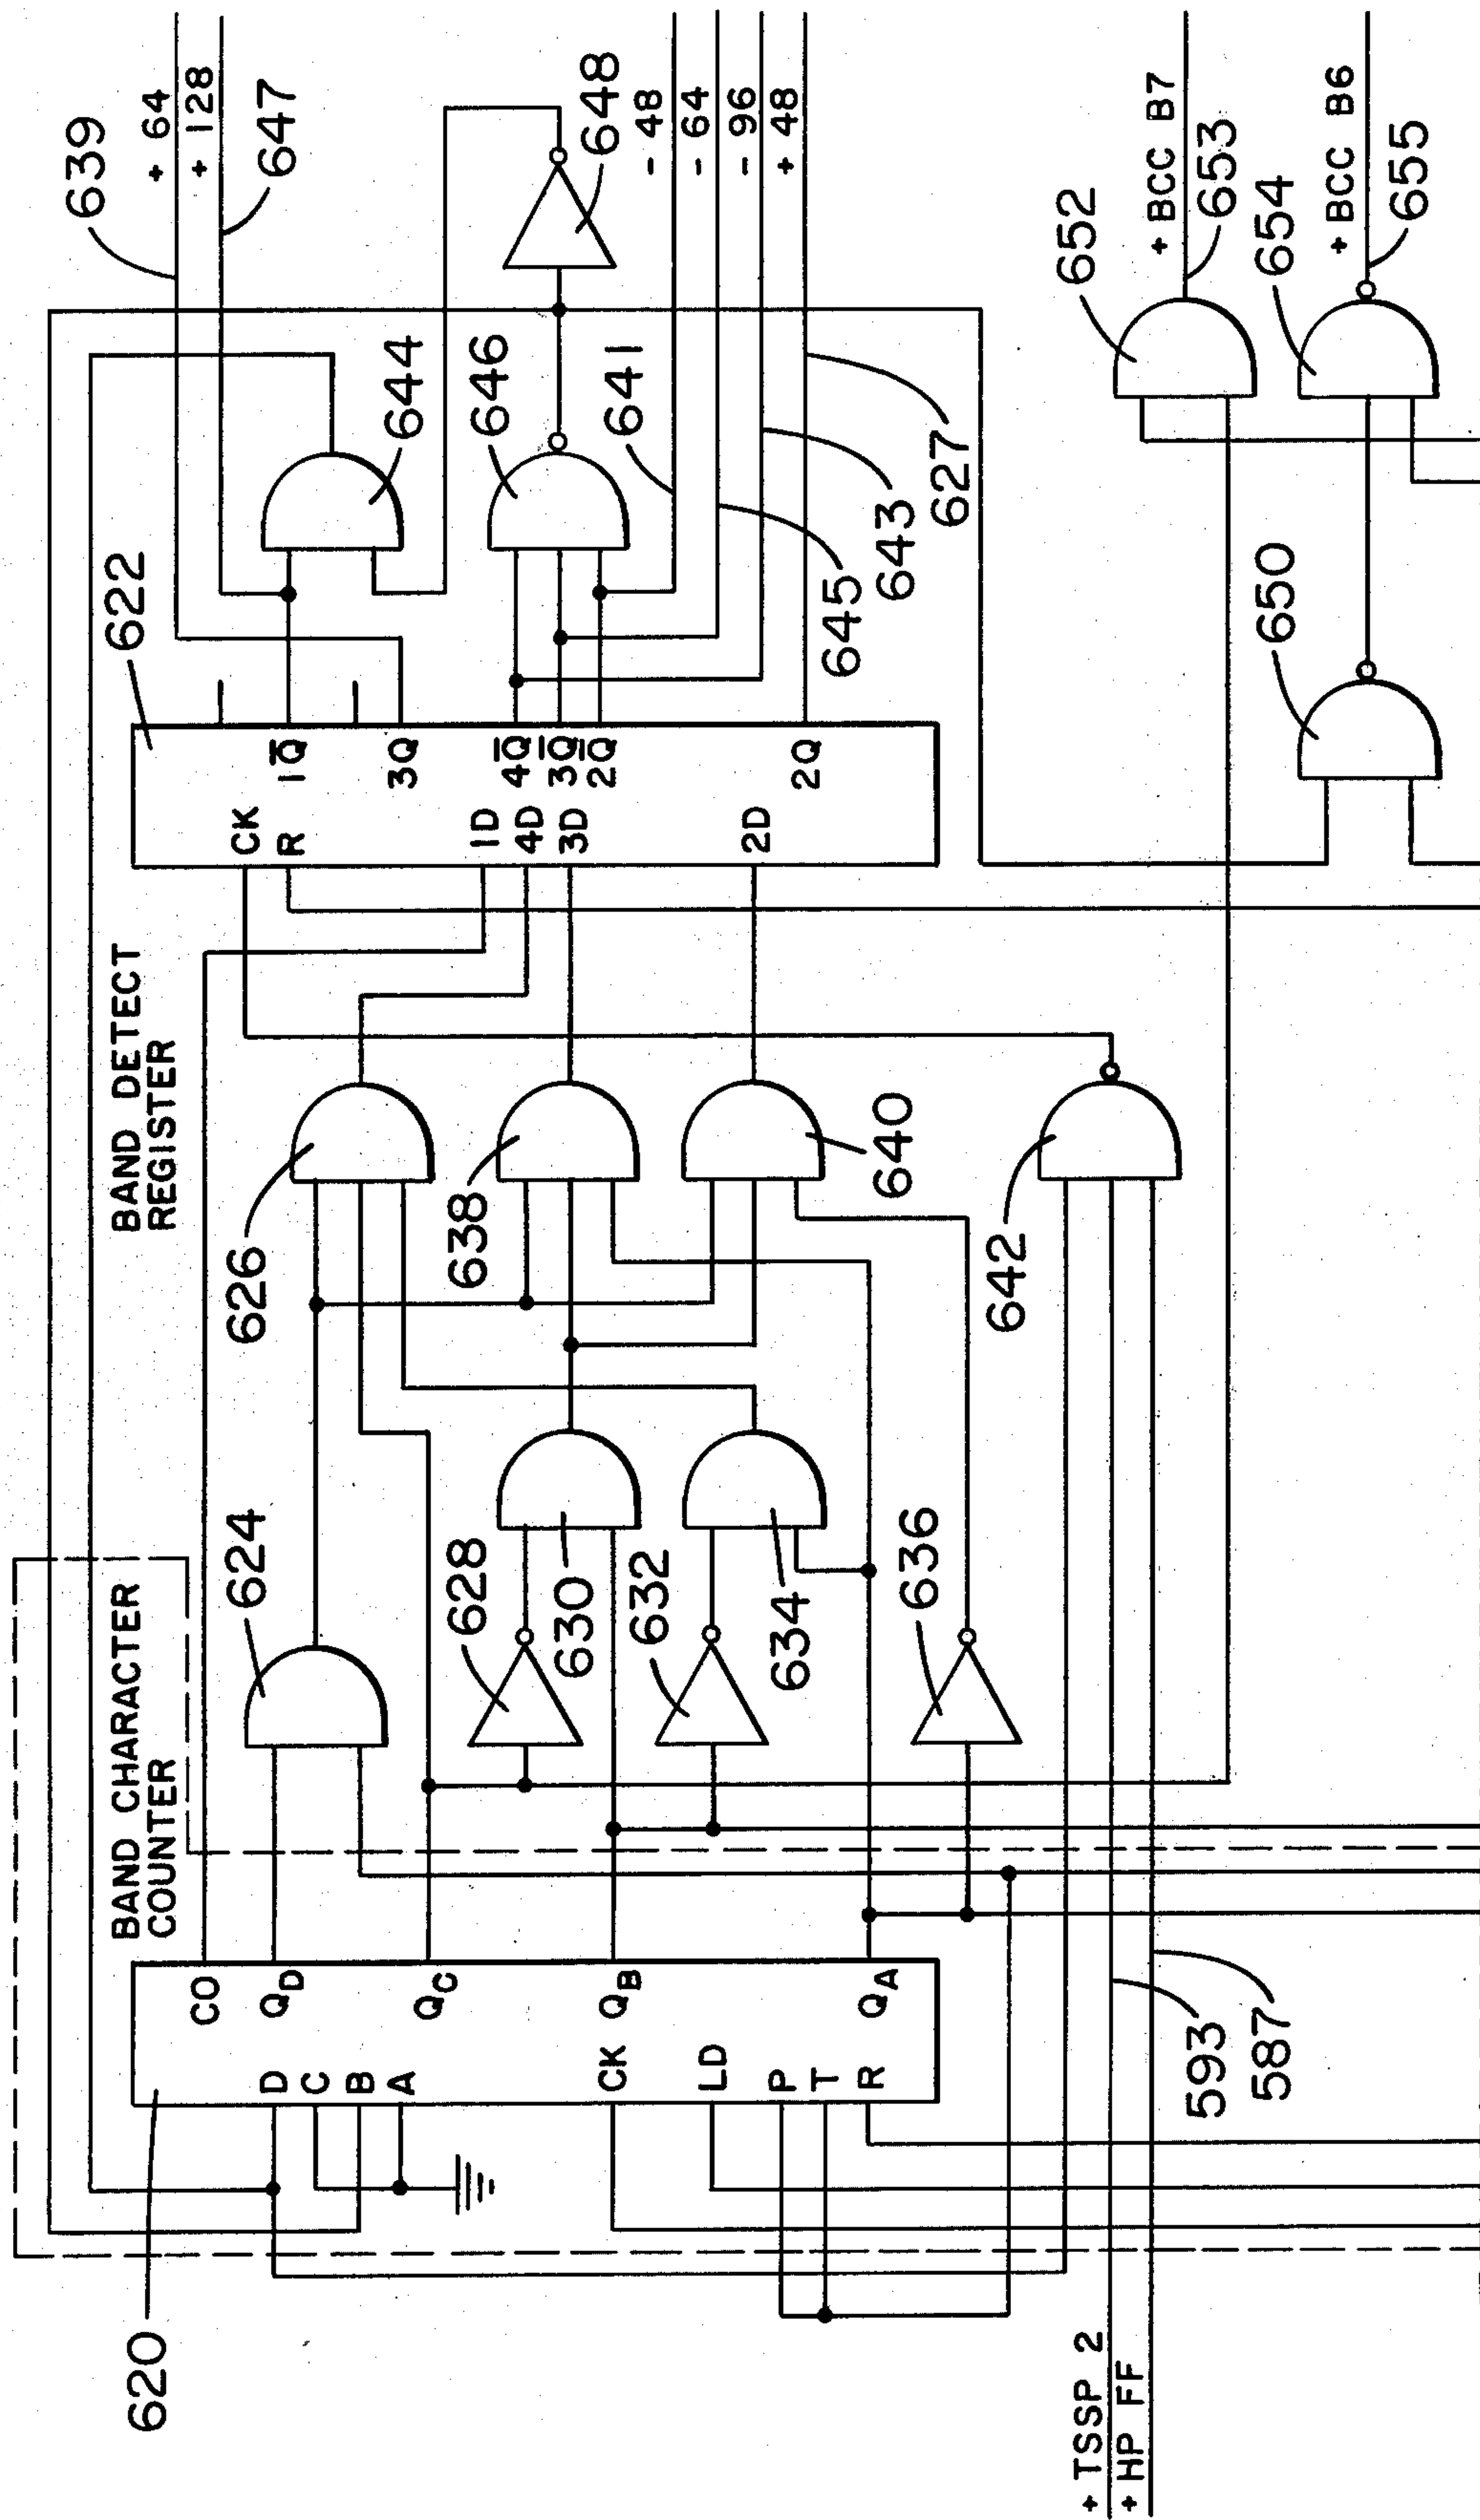 620
BAND CHARACTER
COUNTER
CO
D QD
C
B
A
QC
CK QB
LD
P
T
R QA
+ TSSP 2
+ HP FF
593
587
624
628
630
632
634
636
626
638
640
642
BAND DETECT
REGISTER
622
CK
R 1Q̅
3Q
1D
4D 4Q̅
3D 3Q̅
2Q̅
2D 2Q
639
+ 64
+ 128
647
644
646
648
641
- 48
- 64
- 96
+ 48
645
643
627
650
652
+ BCC B7
653
654
+ BCC B6
655